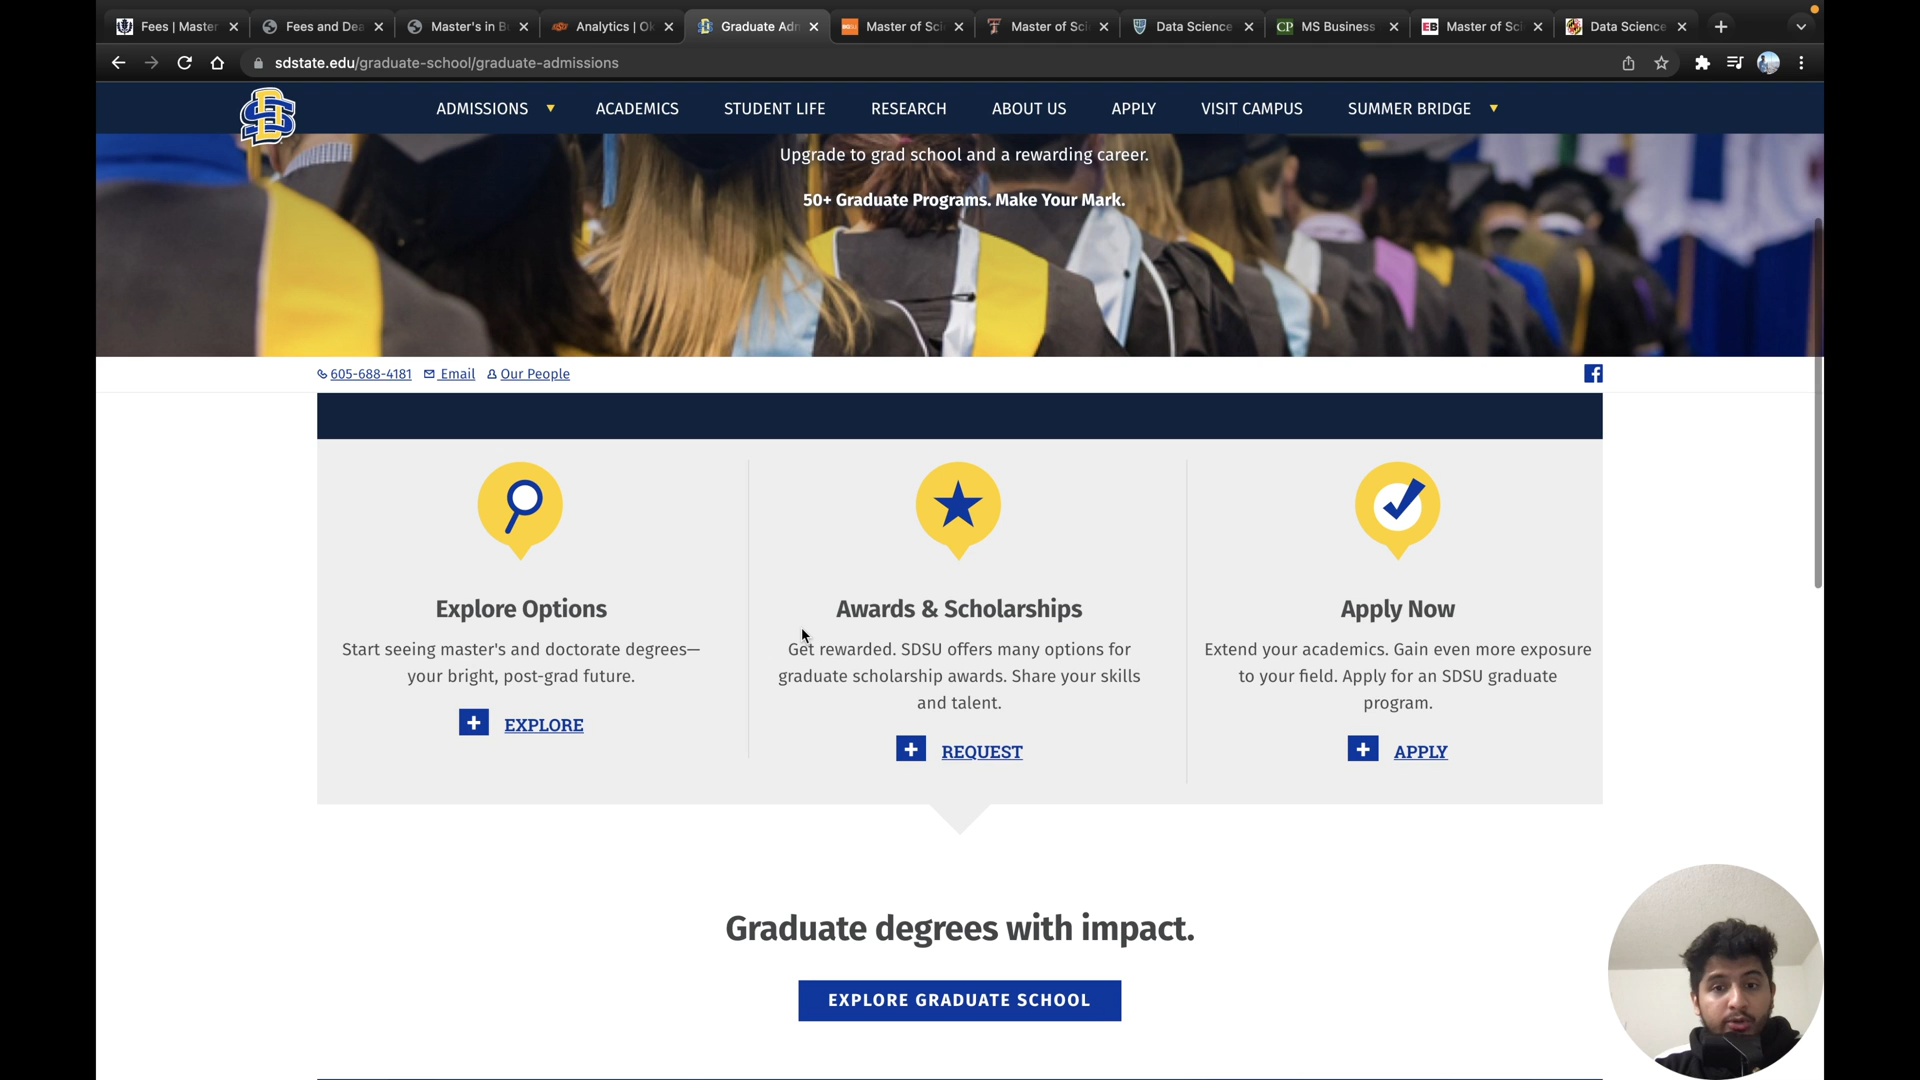 Fees | Master
Fees and Dea
Master's in B
Analytics | Ok
Graduate Adm
Master of Sci
Master of Sci
Data Science
CP
MS Business
EB
Master of Sci
Data Science
sdstate.edu/graduate-school/graduate-admissions
ADMISSIONS
ACADEMICS
STUDENT LIFE
RESEARCH
ABOUT US
APPLY
VISIT CAMPUS
SUMMER BRIDGE
Upgrade to grad school and a rewarding career.
50+ Graduate Programs. Make Your Mark.
605-688-4181
Email
Our People
Explore Options
Start seeing master's and doctorate degrees—
your bright, post-grad future.
EXPLORE
Awards & Scholarships
Get rewarded. SDSU offers many options for
graduate scholarship awards. Share your skills
and talent.
REQUEST
Apply Now
Extend your academics. Gain even more exposure
to your field. Apply for an SDSU graduate
program.
APPLY
Graduate degrees with impact.
EXPLORE GRADUATE SCHOOL